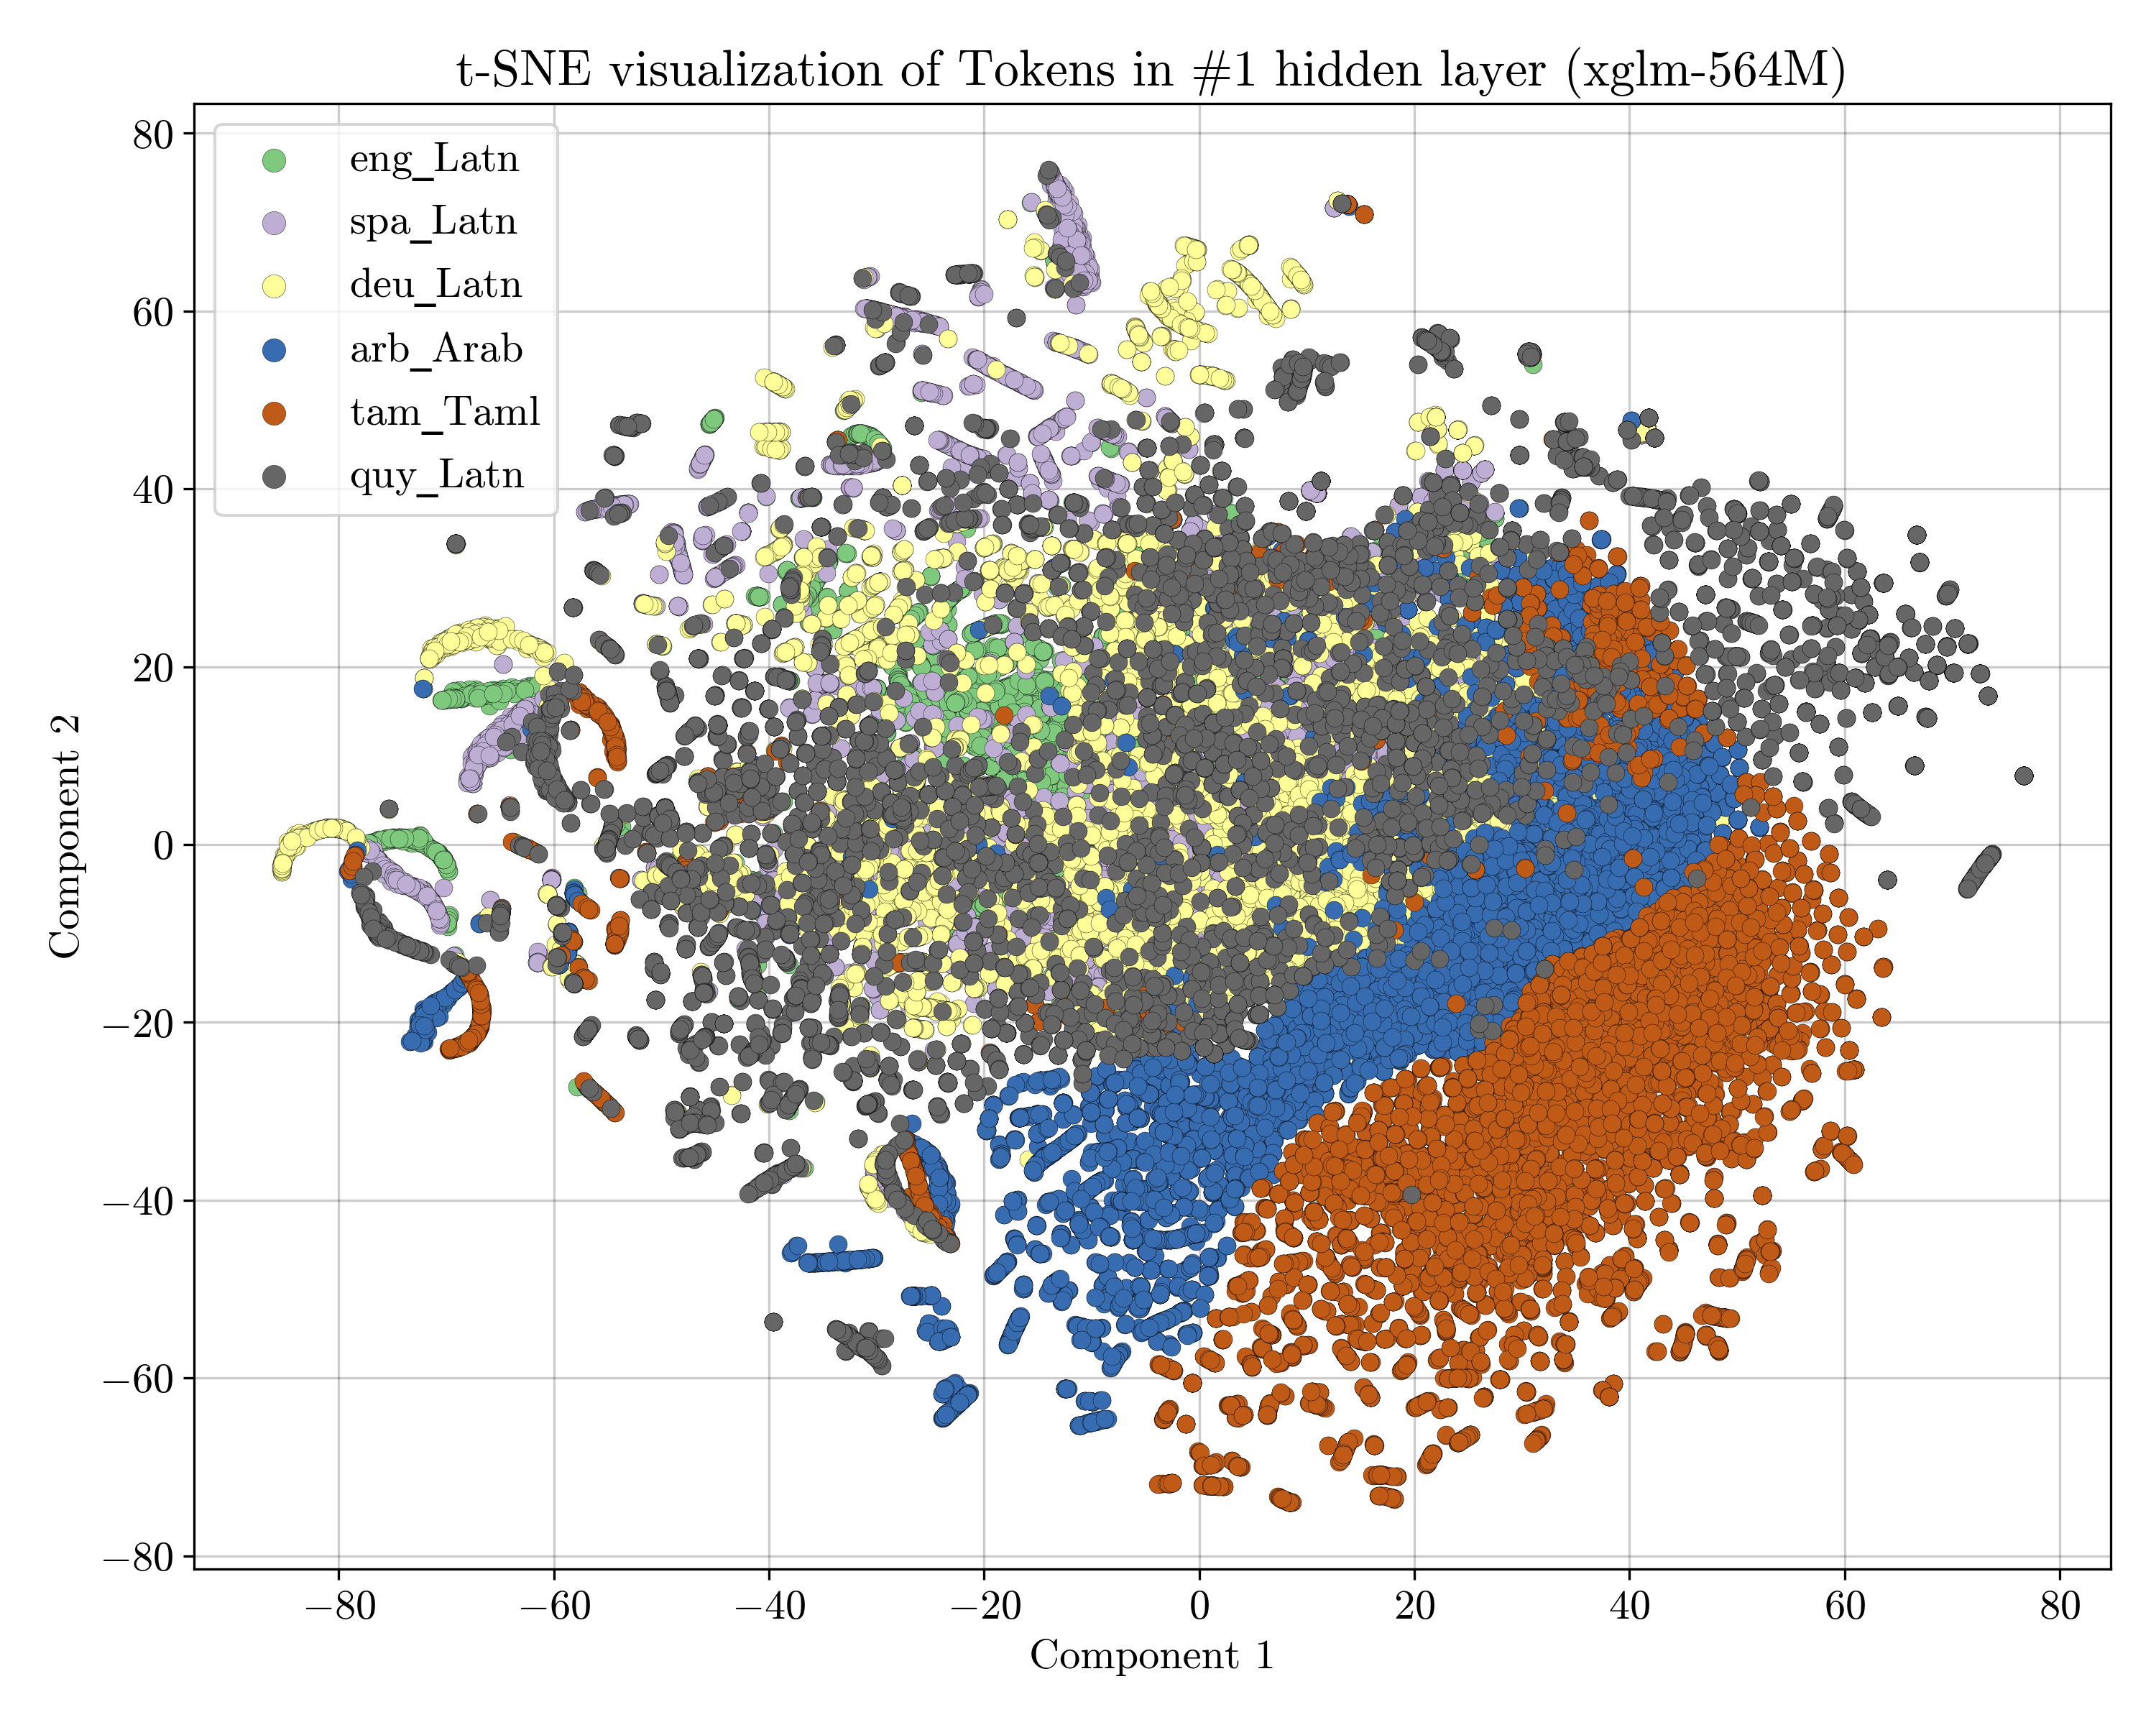 t-SNE visualization of Tokens in #1 hidden layer (xglm-564M)
eng_Latn
spa_Latn
deu_Latn
arb_Arab
tam_Taml
quy_Latn
80
60
40
20
0
−20
−40
−60
−80
Component 2
−80 −60 −40 −20 0 20 40 60 80
Component 1